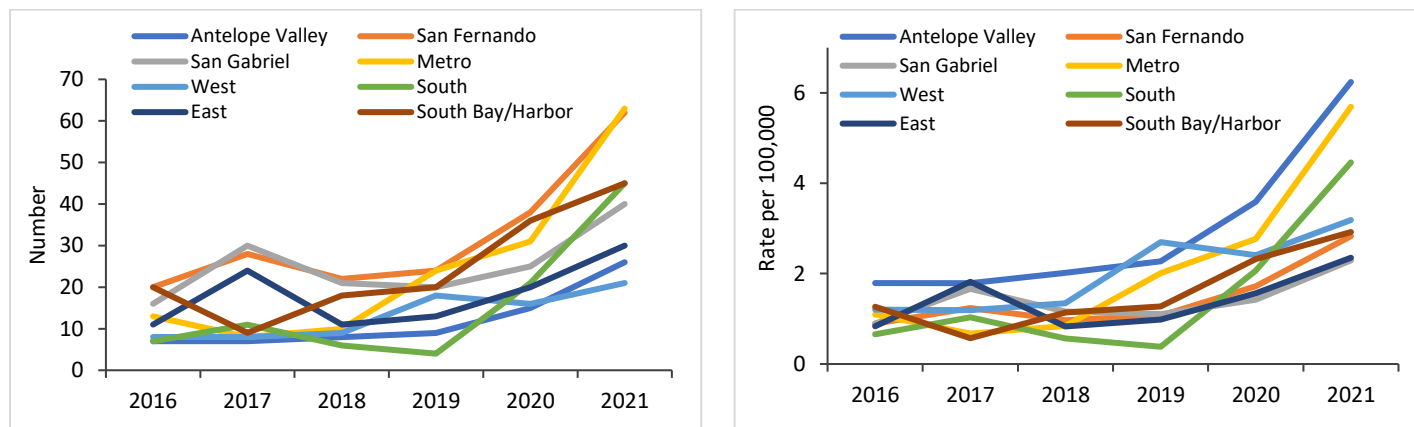 Antelope Valley San Fernando
San Gabriel Metro
West South
East South Bay/Harbor
Number
70
60
50
40
30
20
10
0
2016 2017 2018 2019 2020 2021
Antelope Valley San Fernando
San Gabriel Metro
West South
East South Bay/Harbor
Rate per 100,000
6
4
2
0
2016 2017 2018 2019 2020 2021